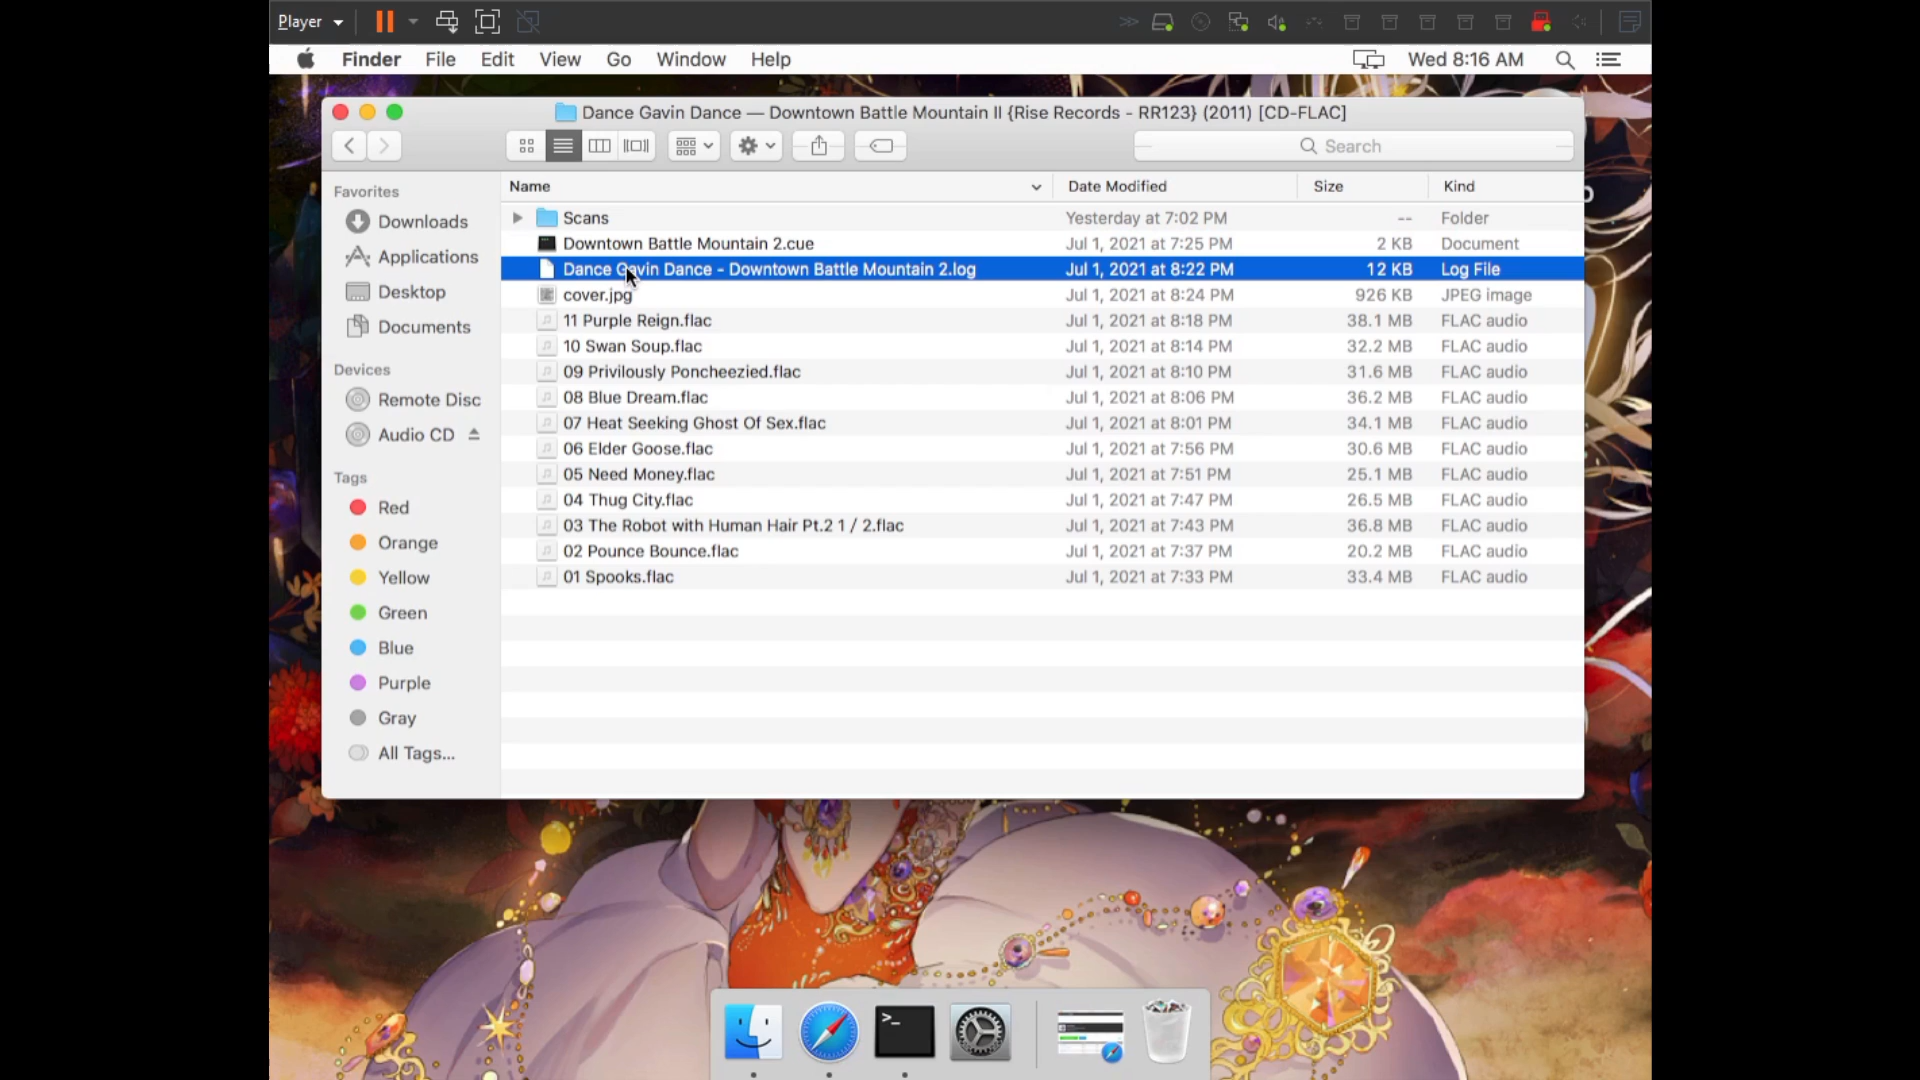 Player
Finder File Edit View Go Window Help Wed 8:16 AM
Dance Gavin Dance — Downtown Battle Mountain II {Rise Records - RR123} (2011) [CD-FLAC]
Search
Favorites
Downloads
Applications
Desktop
Documents
Devices
Remote Disc
Audio CD
Tags
Red
Orange
Yellow
Green
Blue
Purple
Gray
All Tags...
Name Date Modified Size Kind
Scans Yesterday at 7:02 PM -- Folder
Downtown Battle Mountain 2.cue Jul 1, 2021 at 7:25 PM 2 KB Document
Dance Gavin Dance - Downtown Battle Mountain 2.log Jul 1, 2021 at 8:22 PM 12 KB Log File
cover.jpg Jul 1, 2021 at 8:24 PM 926 KB JPEG image
11 Purple Reign.flac Jul 1, 2021 at 8:18 PM 38.1 MB FLAC audio
10 Swan Soup.flac Jul 1, 2021 at 8:14 PM 32.2 MB FLAC audio
09 Privilously Poncheezied.flac Jul 1, 2021 at 8:10 PM 31.6 MB FLAC audio
08 Blue Dream.flac Jul 1, 2021 at 8:06 PM 36.2 MB FLAC audio
07 Heat Seeking Ghost Of Sex.flac Jul 1, 2021 at 8:01 PM 34.1 MB FLAC audio
06 Elder Goose.flac Jul 1, 2021 at 7:56 PM 30.6 MB FLAC audio
05 Need Money.flac Jul 1, 2021 at 7:51 PM 25.1 MB FLAC audio
04 Thug City.flac Jul 1, 2021 at 7:47 PM 26.5 MB FLAC audio
03 The Robot with Human Hair Pt.2 1 / 2.flac Jul 1, 2021 at 7:43 PM 36.8 MB FLAC audio
02 Pounce Bounce.flac Jul 1, 2021 at 7:37 PM 20.2 MB FLAC audio
01 Spooks.flac Jul 1, 2021 at 7:33 PM 33.4 MB FLAC audio